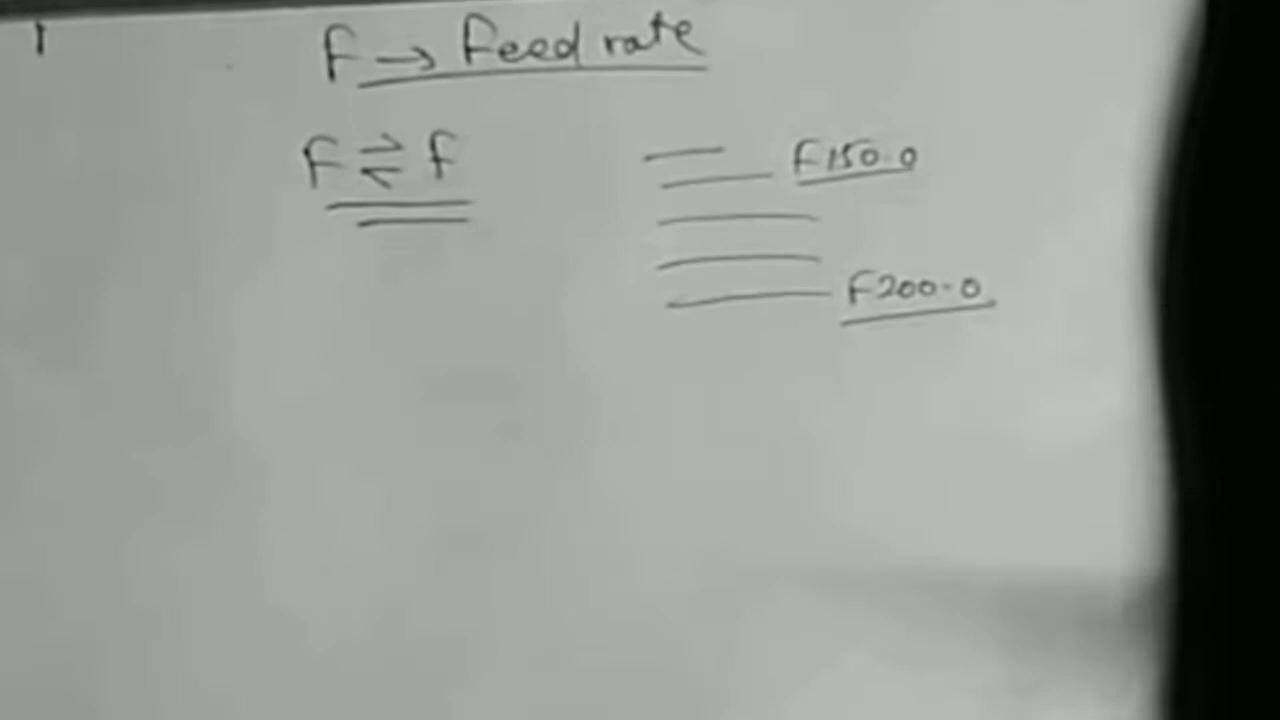 F → Feed rate
F ⇌ f
F150.0
F200.0